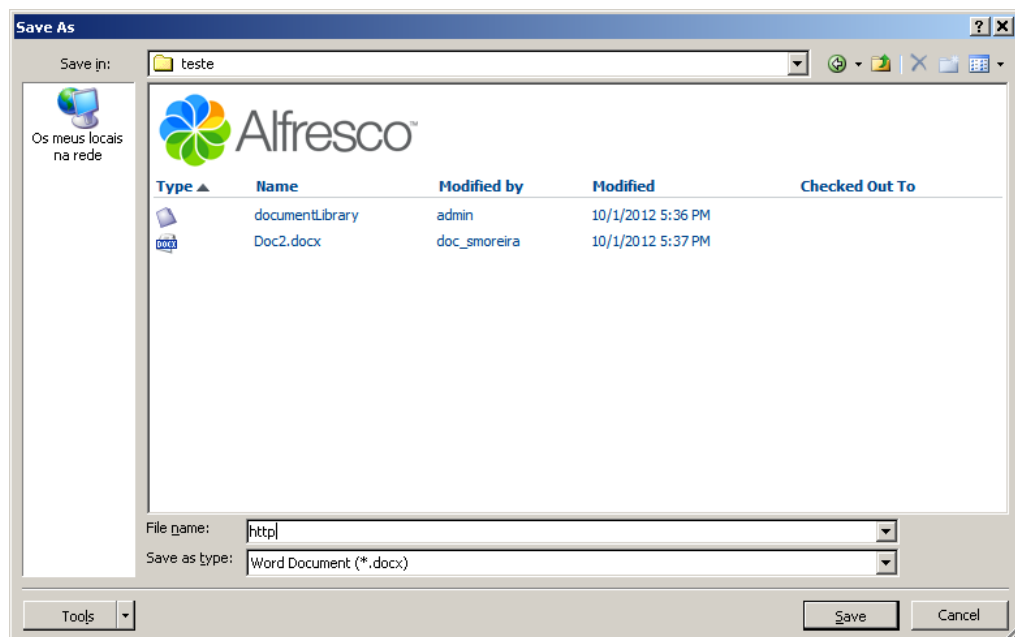 Save As
Save in:
teste
Os meus locais
na rede
Alfresco™
Type Name Modified by Modified Checked Out To
documentLibrary admin 10/1/2012 5:36 PM
DOCX Doc2.docx doc_smoreira 10/1/2012 5:37 PM
File name: http
Save as type: Word Document (*.docx)
Tools Save Cancel